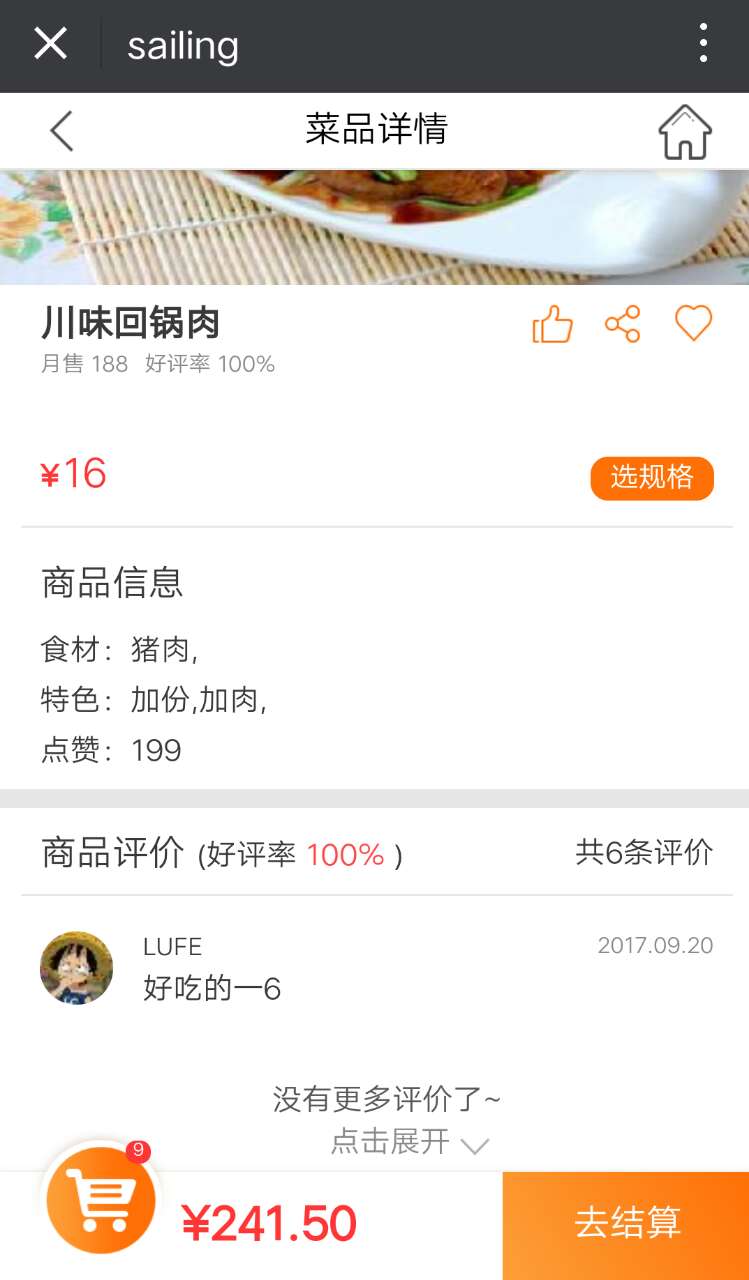 sailing
菜品详情
川味回锅肉
月售 188 好评率 100%
¥16
选规格
商品信息
食材：猪肉,
特色：加份,加肉,
点赞：199
商品评价 (好评率 100% )
共6条评价
LUFE
2017.09.20
好吃的一6
没有更多评价了~
点击展开
9
¥241.50
去结算